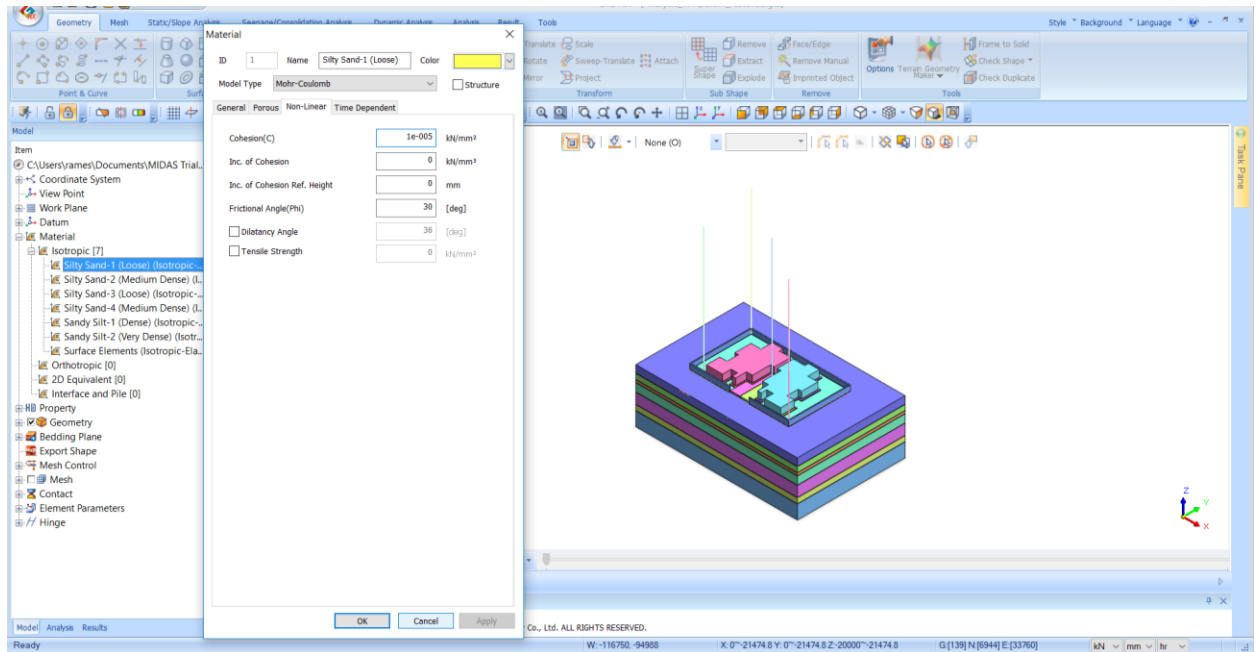 Geometry Mesh Static/Slope Analysis Seepage/Consolidation Analysis Dynamic Analysis Analysis Result Tools
Style Background Language
Translate Scale
Rotate Sweep-Translate Attach
Mirror Project
Transform
Super Shape
Remove
Extract
Explode
Sub Shape
Face/Edge
Remove Manual
Imprinted Object
Remove
Options
Terrain Geometry Maker
Frame to Solid
Check Shape
Check Duplicate
Tools
Point & Curve
Surf
Model
Item
C:\Users\rames\Documents\MIDAS Trial...
Coordinate System
View Point
Work Plane
Datum
Material
Isotropic [7]
Silty Sand-1 (Loose) (Isotropic-...
Silty Sand-2 (Medium Dense) (I...
Silty Sand-3 (Loose) (Isotropic-...
Silty Sand-4 (Medium Dense) (I...
Sandy Silt-1 (Dense) (Isotropic-...
Sandy Silt-2 (Very Dense) (Isotr...
Surface Elements (Isotropic-Ela...
Orthotropic [0]
2D Equivalent [0]
Interface and Pile [0]
Property
Geometry
Bedding Plane
Export Shape
Mesh Control
Mesh
Contact
Element Parameters
Hinge
Model Analysis Results
Ready
Material
ID 1 Name Silty Sand-1 (Loose) Color
Model Type Mohr-Coulomb Structure
General Porous Non-Linear Time Dependent
Cohesion(C) 1e-005 kN/mm²
Inc. of Cohesion 0 kN/mm³
Inc. of Cohesion Ref. Height 0 mm
Frictional Angle(Phi) 30 [deg]
Dilatancy Angle 36 [deg]
Tensile Strength 0 kN/mm²
OK Cancel Apply
None (O)
Task Pane
Z
Y
X
Co., Ltd. ALL RIGHTS RESERVED.
W: -116750, -94988 X: 0~-21474.8 Y: 0~-21474.8 Z:-20000~-21474.8 G:[139] N:[6944] E:[33760] kN mm hr